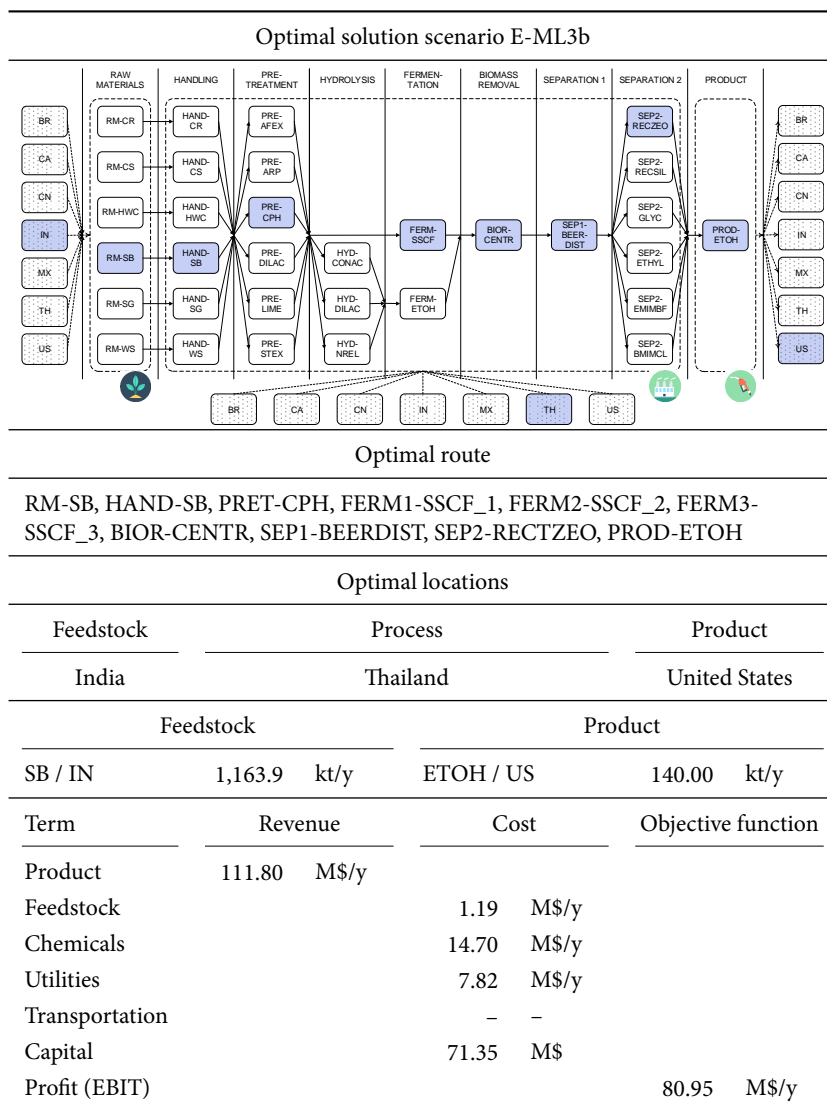 Optimal solution scenario E-ML3b
RAW MATERIALS
HANDLING
PRE-TREATMENT
HYDROLYSIS
FERMEN-TATION
BIOMASS REMOVAL
SEPARATION 1
SEPARATION 2
PRODUCT
BR
CA
CN
IN
MX
TH
US
RM-CR
RM-CS
RM-HWC
RM-SB
RM-SG
RM-WS
HAND-CR
HAND-CS
HAND-HWC
HAND-SB
HAND-SG
HAND-WS
PRE-AFEX
PRE-ARP
PRE-CPH
PRE-DILAC
PRE-LIME
PRE-STEX
HYD-CONAC
HYD-DILAC
HYD-NREL
FERM-SSCF
FERM-ETOH
BIOR-CENTR
SEP1-BEER-DIST
SEP2-RECZEO
SEP2-RECSIL
SEP2-GLYC
SEP2-ETHYL
SEP2-EMIMBF
SEP2-BMIMCL
PROD-ETOH
BR
CA
CN
IN
MX
TH
US
BR CA CN IN MX TH US
Optimal route
RM-SB, HAND-SB, PRET-CPH, FERM1-SSCF_1, FERM2-SSCF_2, FERM3-
SSCF_3, BIOR-CENTR, SEP1-BEERDIST, SEP2-RECTZEO, PROD-ETOH
Optimal locations
Feedstock Process Product
India Thailand United States
Feedstock Product
SB / IN 1,163.9 kt/y ETOH / US 140.00 kt/y
Term Revenue Cost Objective function
Product 111.80 M$/y
Feedstock 1.19 M$/y
Chemicals 14.70 M$/y
Utilities 7.82 M$/y
Transportation – –
Capital 71.35 M$
Profit (EBIT) 80.95 M$/y